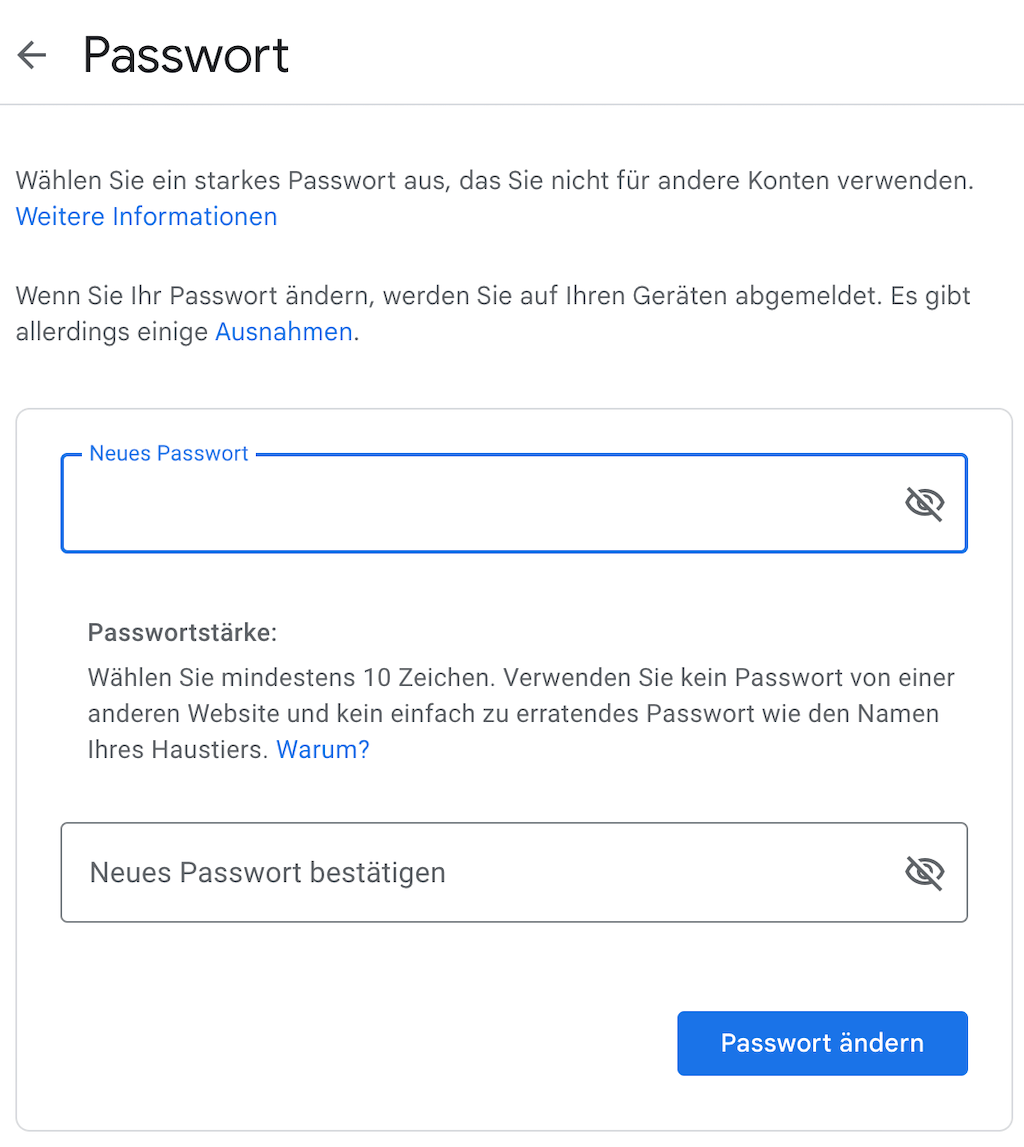 Passwort
Wählen Sie ein starkes Passwort aus, das Sie nicht für andere Konten verwenden.
Weitere Informationen
Wenn Sie Ihr Passwort ändern, werden Sie auf Ihren Geräten abgemeldet. Es gibt
allerdings einige Ausnahmen.
Neues Passwort
Passwortstärke:
Wählen Sie mindestens 10 Zeichen. Verwenden Sie kein Passwort von einer
anderen Website und kein einfach zu erratendes Passwort wie den Namen
Ihres Haustiers. Warum?
Neues Passwort bestätigen
Passwort ändern